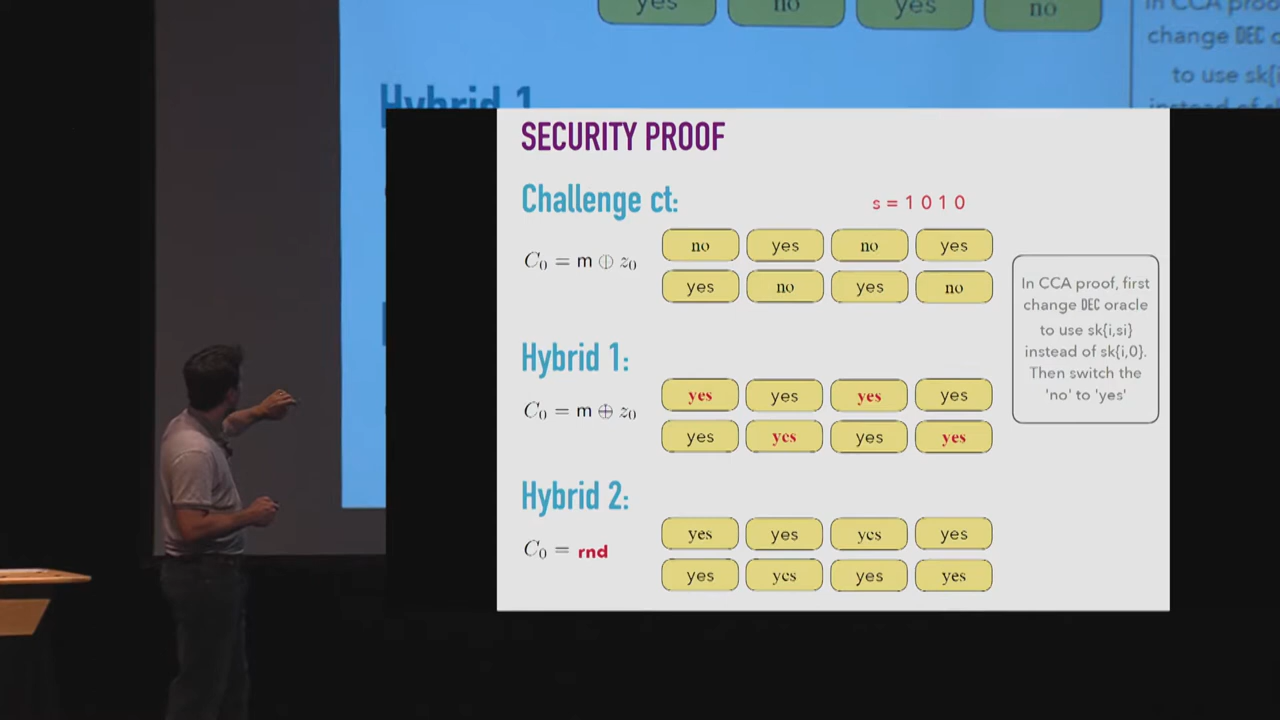 yes no yes no
In CCA proo
change DEC o
to use sk{i
Hybrid 1
SECURITY PROOF
Challenge ct:
s = 1 0 1 0
C₀ = m ⊕ z₀
no yes no yes
yes no yes no
In CCA proof, first
change DEC oracle
to use sk{i,si}
instead of sk{i,0}.
Then switch the
'no' to 'yes'
Hybrid 1:
C₀ = m ⊕ z₀
yes yes yes yes
yes yes yes yes
Hybrid 2:
C₀ = rnd
yes yes yes yes
yes yes yes yes